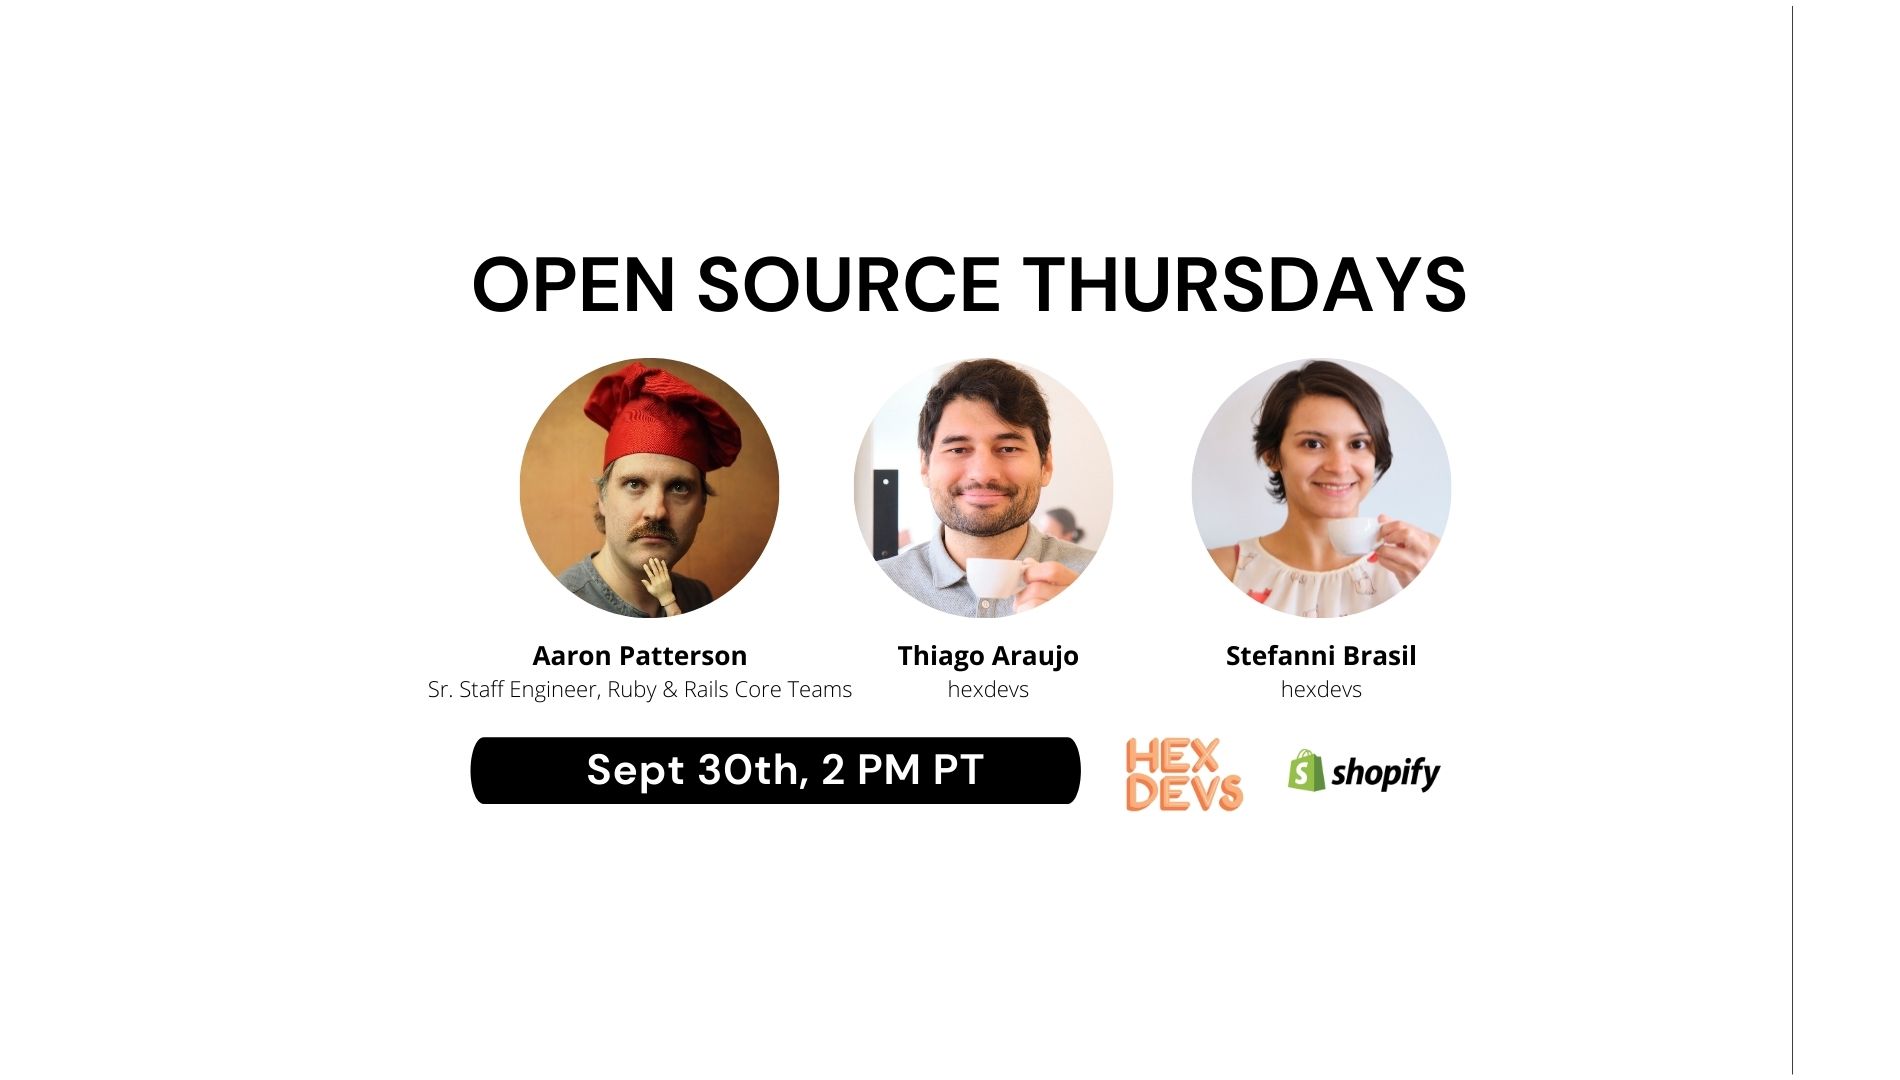 OPEN SOURCE THURSDAYS
Aaron Patterson
Sr. Staff Engineer, Ruby & Rails Core Teams
Thiago Araujo
hexdevs
Stefanni Brasil
hexdevs
Sept 30th, 2 PM PT
HEX
DEVS
S shopify